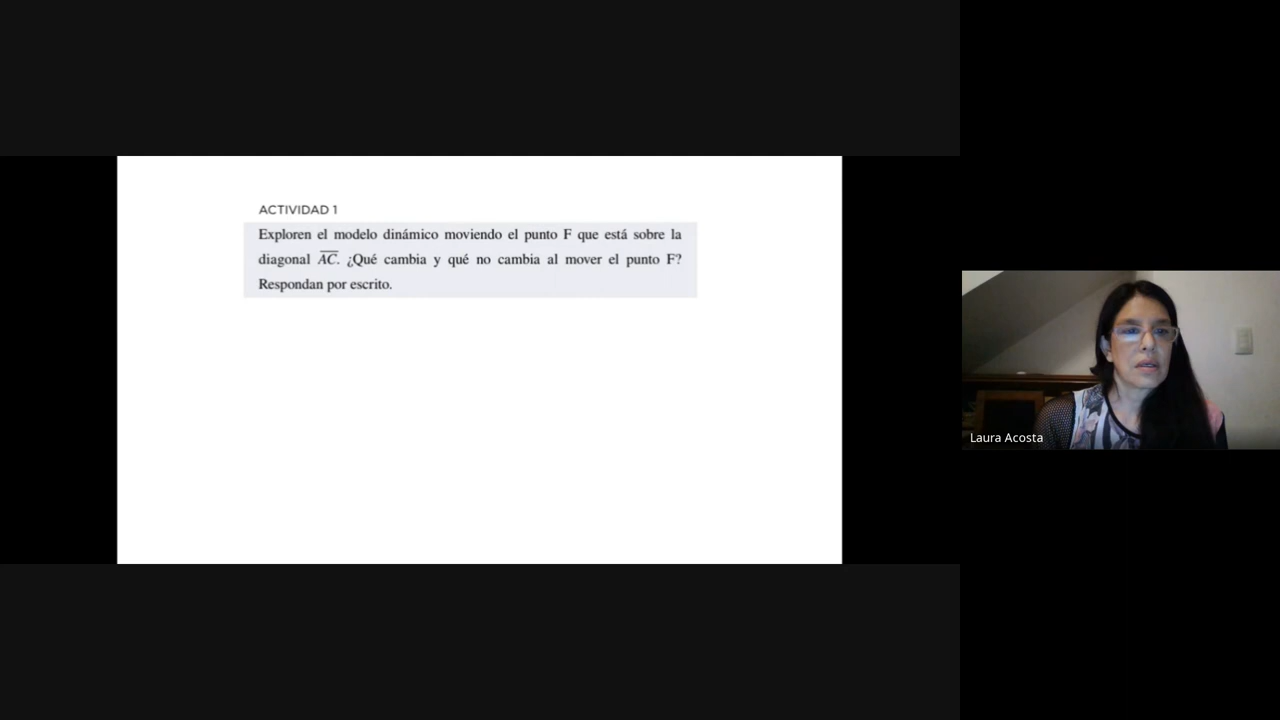 ACTIVIDAD 1
Exploren el modelo dinámico moviendo el punto F que está sobre la
diagonal AC. ¿Qué cambia y qué no cambia al mover el punto F?
Respondan por escrito.
Laura Acosta